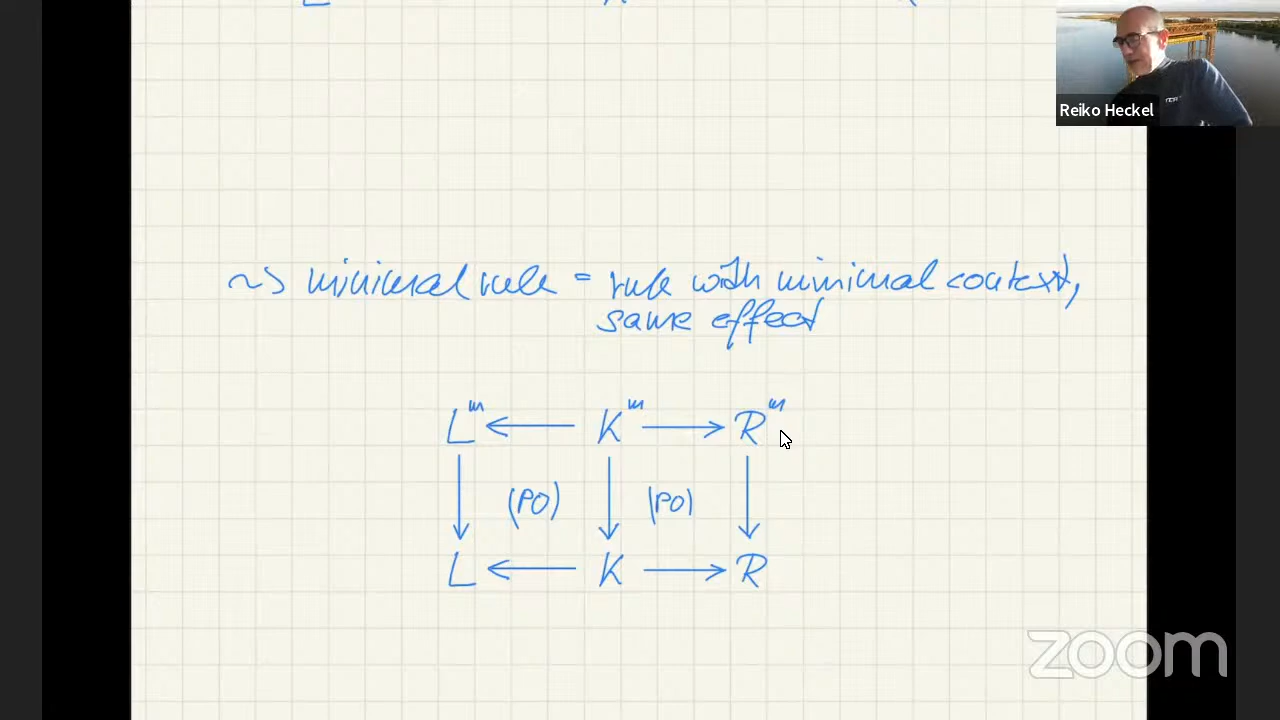 Reiko Heckel
~> minimal rule = rule with minimal context,
same effect
L^m ← K^m → R^m
↓ (PO) ↓ (PO) ↓
L ← K → R
zoom